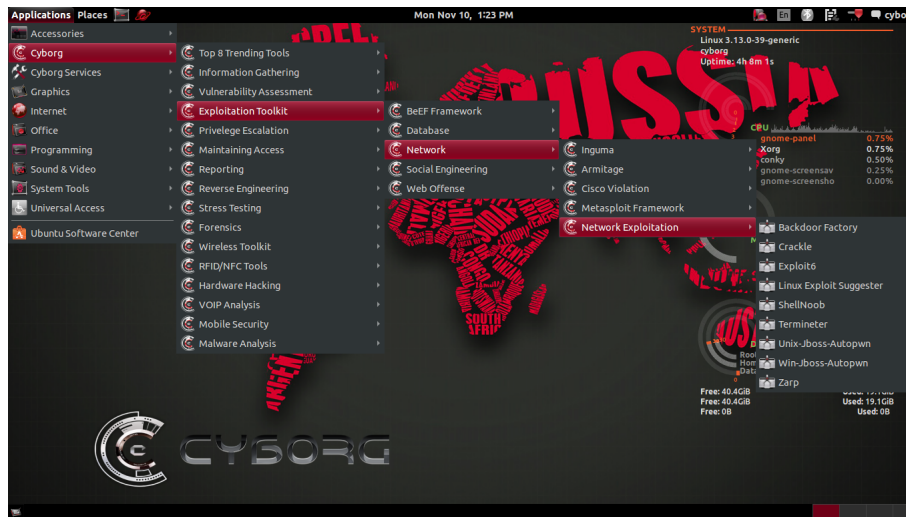 Applications Places Mon Nov 10, 1:23 PM En cybo
Accessories
Cyborg
Cyborg Services
Graphics
Internet
Office
Programming
Sound & Video
System Tools
Universal Access
Ubuntu Software Center
Top 8 Trending Tools
Information Gathering
Vulnerability Assessment
Exploitation Toolkit
Privelege Escalation
Maintaining Access
Reporting
Reverse Engineering
Stress Testing
Forensics
Wireless Toolkit
RFID/NFC Tools
Hardware Hacking
VOIP Analysis
Mobile Security
Malware Analysis
BeEF Framework
Database
Network
Social Engineering
Web Offense
Inguma
Armitage
Cisco Violation
Metasploit Framework
Network Exploitation
Backdoor Factory
Crackle
Exploit6
Linux Exploit Suggester
ShellNoob
Termineter
Unix-Jboss-Autopwn
Win-Jboss-Autopwn
Zarp
SYSTEM
Linux 3.13.0-39-generic
cyborg
Uptime: 4h 8m 1s
CPU
gnome-panel 0.75%
Xorg 0.75%
conky 0.50%
gnome-screensav 0.25%
gnome-screensho 0.00%
Free: 40.4GiB
Free: 40.4GiB Used: 19.1GiB
Free: 0B Used: 0B
RUSSIA
SOUTH
AFRI
CYBORG